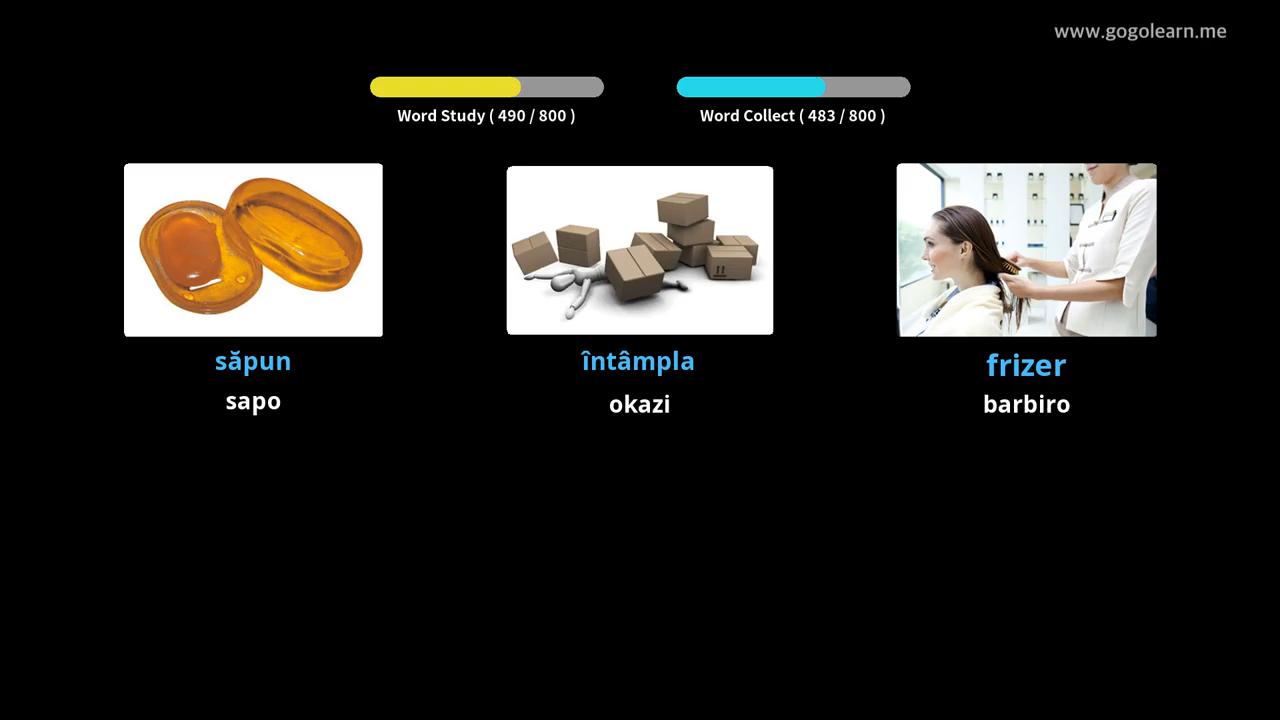 www.gogolearn.me
Word Study ( 490 / 800 )
Word Collect ( 483 / 800 )
săpun
întâmpla
frizer
sapo
okazi
barbiro